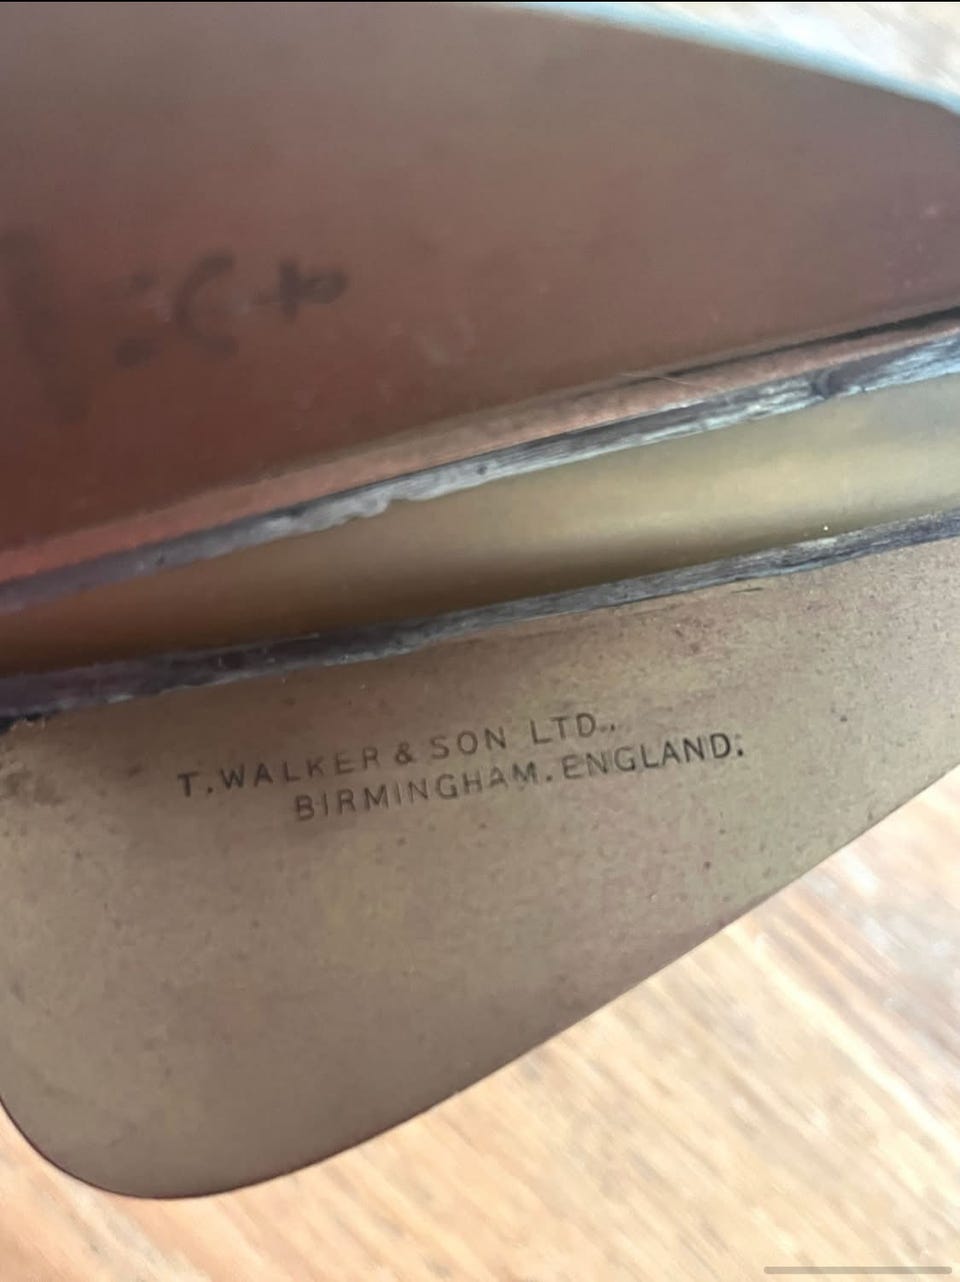 T. WALKER & SON LTD.,
BIRMINGHAM. ENGLAND.